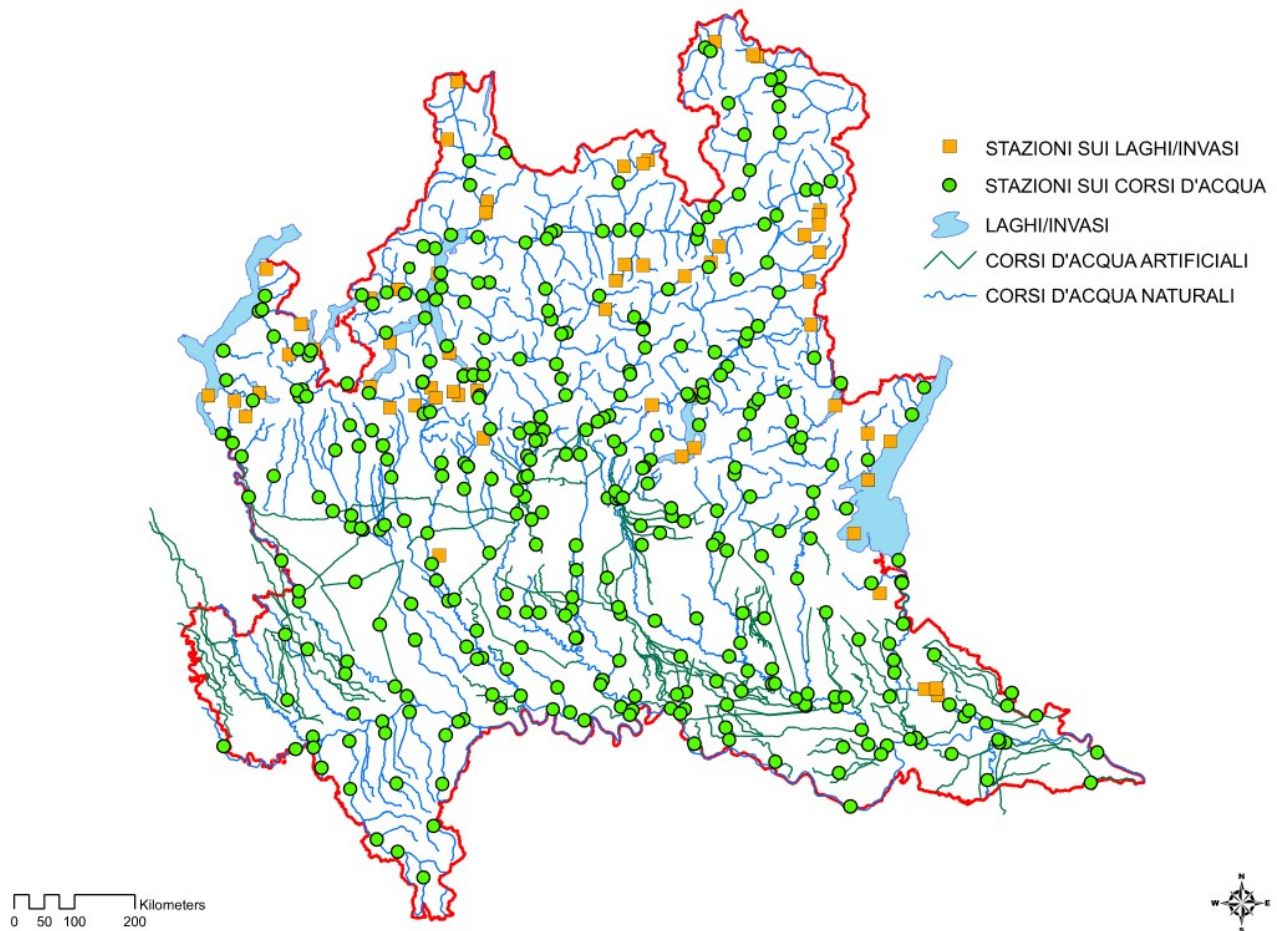 STAZIONI SUI LAGHI/INVASI
STAZIONI SUI CORSI D'ACQUA
LAGHI/INVASI
CORSI D'ACQUA ARTIFICIALI
CORSI D'ACQUA NATURALI
Kilometers
0 50 100 200
N
W E
S